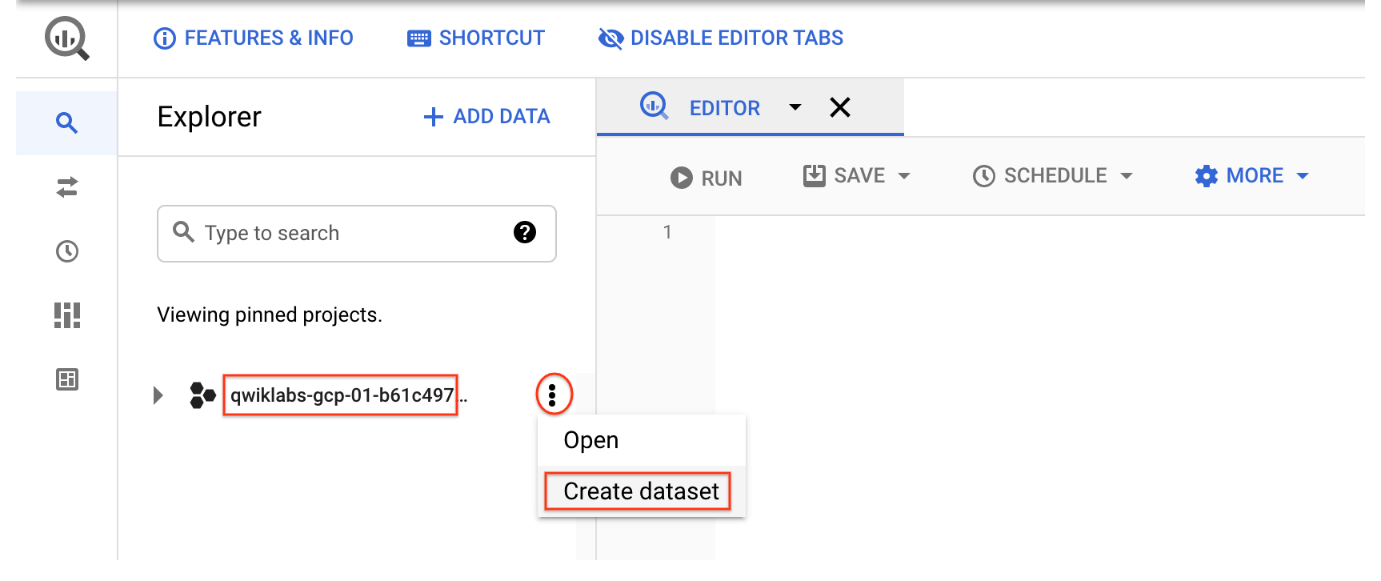 FEATURES & INFO SHORTCUT DISABLE EDITOR TABS
Explorer + ADD DATA
EDITOR
RUN SAVE SCHEDULE MORE
Type to search
1
Viewing pinned projects.
qwiklabs-gcp-01-b61c497...
Open
Create dataset